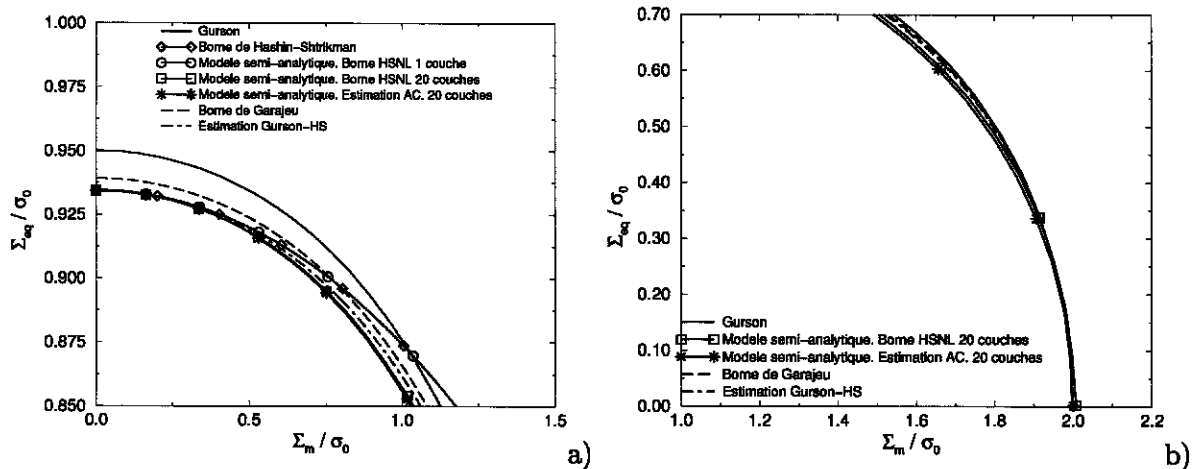 1.000
0.975
0.950
0.925
0.900
0.875
0.850
Σeq / σ0
Gurson
Borne de Hashin-Shtrikman
Modele semi-analytique. Borne HSNL 1 couche
Modele semi-analytique. Borne HSNL 20 couches
Modele semi-analytique. Estimation AC. 20 couches
Borne de Garajeu
Estimation Gurson-HS
0.0 0.5 1.0 1.5
Σm / σ0
a)
0.70
0.60
0.50
0.40
0.30
0.20
0.10
0.00
Σeq / σ0
Gurson
Modele semi-analytique. Borne HSNL 20 couches
Modele semi-analytique. Estimation AC. 20 couches
Borne de Garajeu
Estimation Gurson-HS
1.0 1.2 1.4 1.6 1.8 2.0 2.2
Σm / σ0
b)